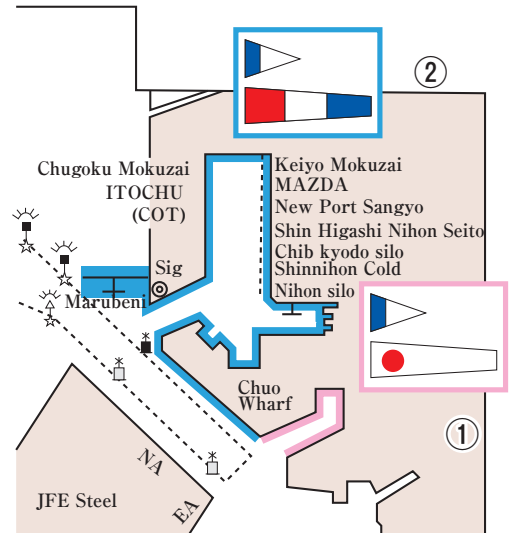 ②
Chugoku Mokuzai
ITOCHU
(COT)
Keiyo Mokuzai
MAZDA
New Port Sangyo
Shin Higashi Nihon Seito
Chib kyodo silo
Shinnihon Cold
Nihon silo
Sig
Marubeni
Chuo
Wharf
①
NA
EA
JFE Steel